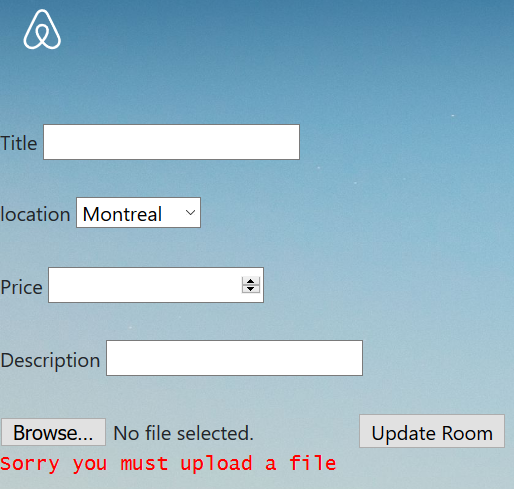 Title
location Montreal
Price
Description
Browse... No file selected. Update Room
Sorry you must upload a file